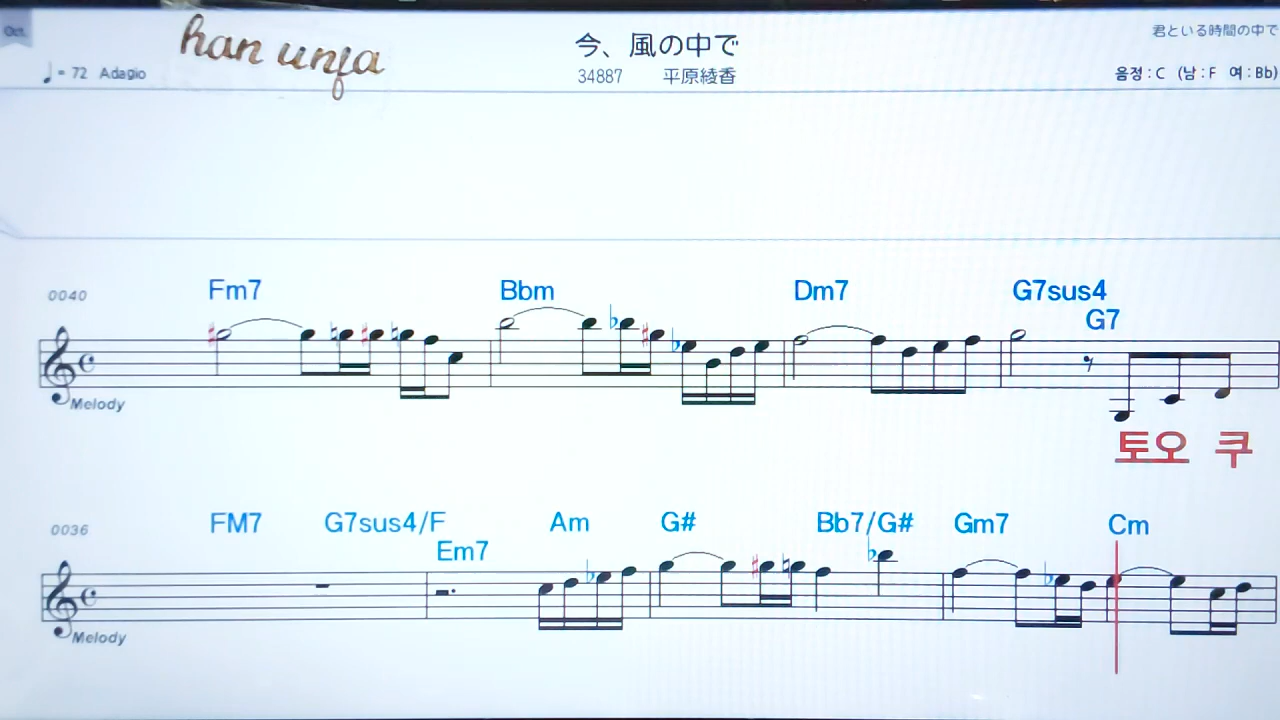 Oct.
han unja
今、風の中で
君といる時間の中で
♩= 72 Adagio
34887 平原綾香
음정 : C (남 : F 여 : Bb)
0040 Fm7 Bbm Dm7 G7sus4
G7
Melody
토오 쿠
0036 FM7 G7sus4/F Am G# Bb7/G# Gm7 Cm
Em7
Melody